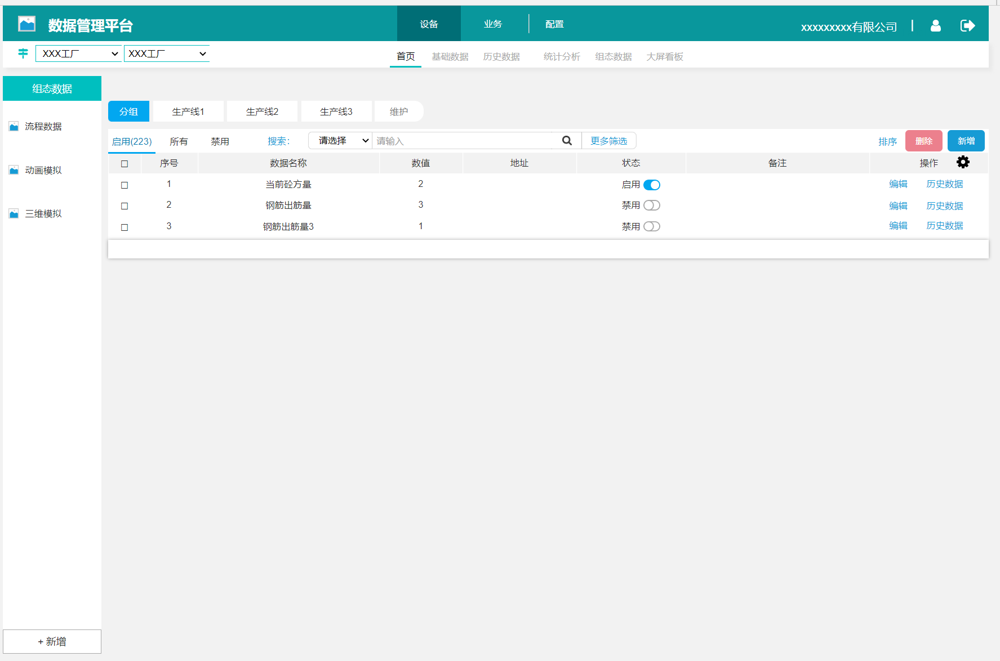 数据管理平台 设备 业务 配置 xxxxxxxxx有限公司
XXX工厂 XXX工厂 首页 基础数据 历史数据 统计分析 组态数据 大屏看板
组态数据
流程数据
动画模拟
三维模拟
+ 新增
分组 生产线1 生产线2 生产线3 维护
启用(223) 所有 禁用 搜索: 请选择 请输入 更多筛选 排序 删除 新增
序号 数据名称 数值 地址 状态 备注 操作
1 当前砼方量 2 启用 编辑 历史数据
2 钢筋出筋量 3 禁用 编辑 历史数据
3 钢筋出筋量3 1 禁用 编辑 历史数据